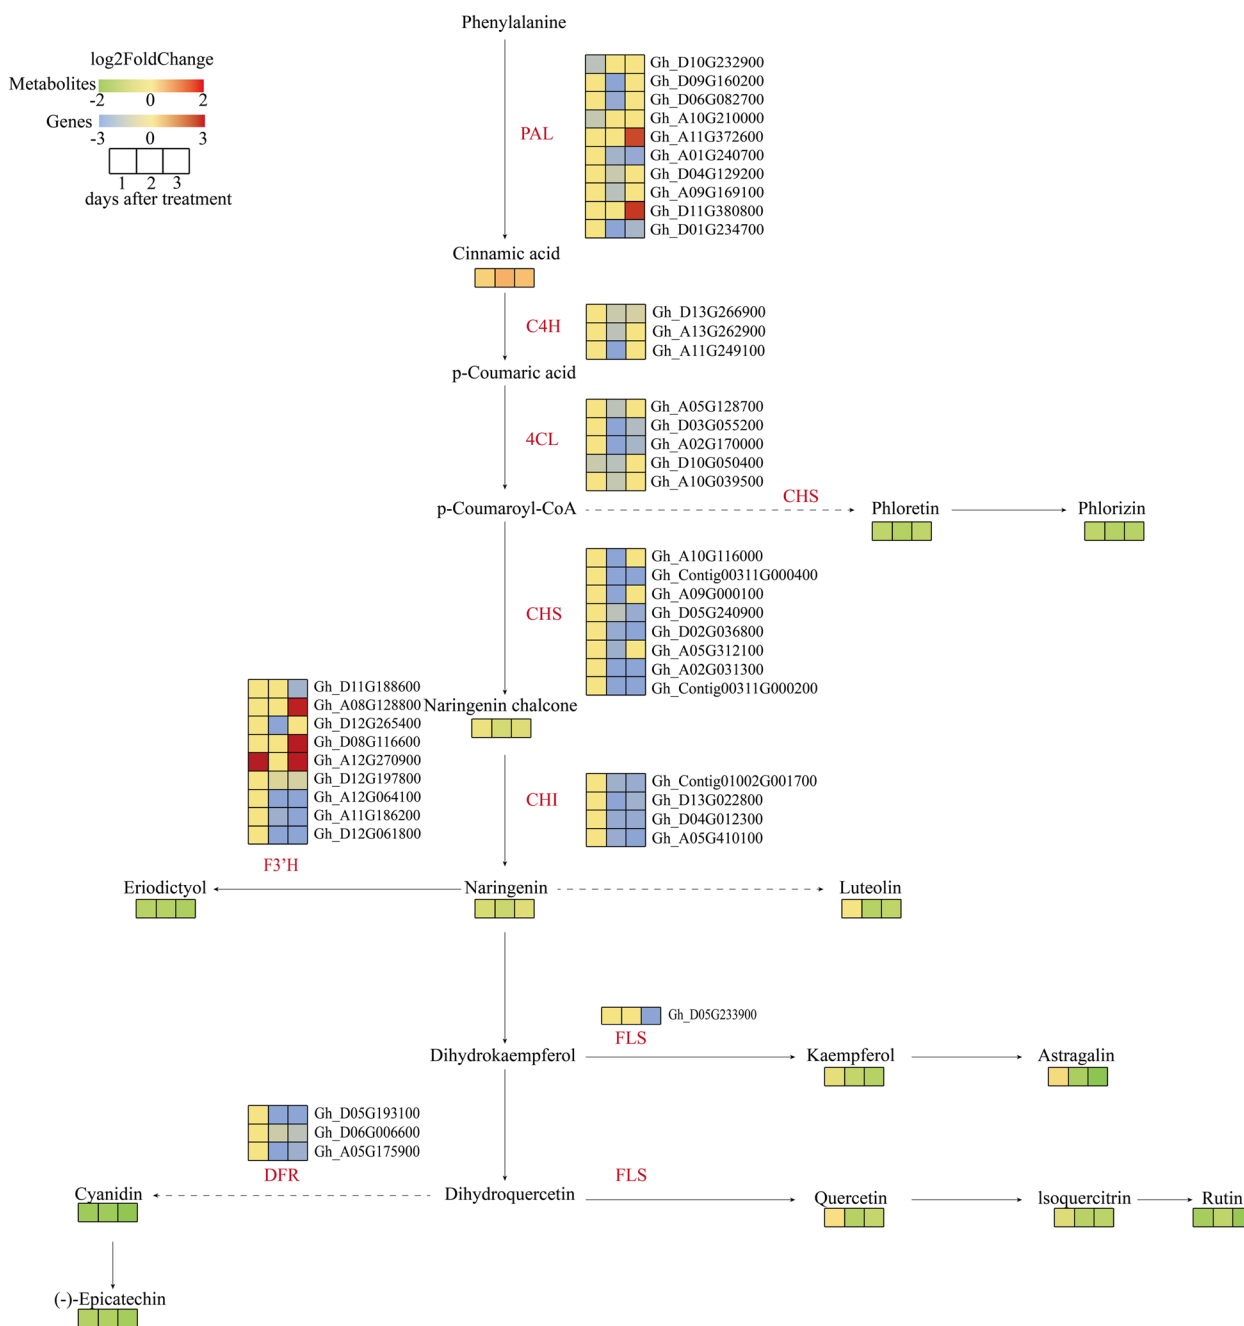 Phenylalanine
log2FoldChange
Metabolites
-2 0 2
Genes
-3 0 3
1 2 3
days after treatment
PAL
Gh_D10G232900
Gh_D09G160200
Gh_D06G082700
Gh_A10G210000
Gh_A11G372600
Gh_A01G240700
Gh_D04G129200
Gh_A09G169100
Gh_D11G380800
Gh_D01G234700
Cinnamic acid
C4H
Gh_D13G266900
Gh_A13G262900
Gh_A11G249100
p-Coumaric acid
4CL
Gh_A05G128700
Gh_D03G055200
Gh_A02G170000
Gh_D10G050400
Gh_A10G039500
p-Coumaroyl-CoA
CHS
Phloretin
Phlorizin
CHS
Gh_A10G116000
Gh_Contig00311G000400
Gh_A09G000100
Gh_D05G240900
Gh_D02G036800
Gh_A05G312100
Gh_A02G031300
Gh_Contig00311G000200
Naringenin chalcone
Gh_D11G188600
Gh_A08G128800
Gh_D12G265400
Gh_D08G116600
Gh_A12G270900
Gh_D12G197800
Gh_A12G064100
Gh_A11G186200
Gh_D12G061800
F3’H
CHI
Gh_Contig01002G001700
Gh_D13G022800
Gh_D04G012300
Gh_A05G410100
Eriodictyol
Naringenin
Luteolin
Gh_D05G233900
FLS
Dihydrokaempferol
Kaempferol
Astragalin
Gh_D05G193100
Gh_D06G006600
Gh_A05G175900
DFR
FLS
Cyanidin
Dihydroquercetin
Quercetin
lsoquercitrin
Rutin
(-)-Epicatechin